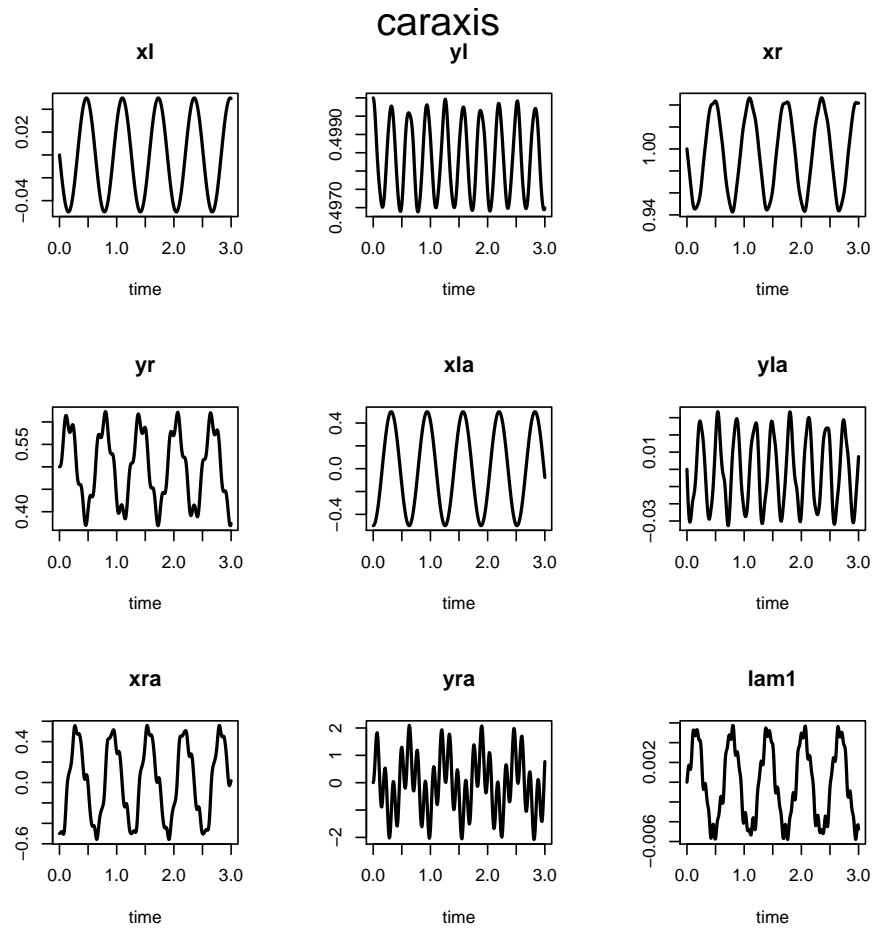 caraxis
xl
yl
xr
0.02
−0.04
0.4990
0.4970
1.00
0.94
0.0 1.0 2.0 3.0
0.0 1.0 2.0 3.0
0.0 1.0 2.0 3.0
time
time
time
yr
xla
yla
0.55
0.40
0.4
0.0
−0.4
0.01
−0.03
0.0 1.0 2.0 3.0
0.0 1.0 2.0 3.0
0.0 1.0 2.0 3.0
time
time
time
xra
yra
lam1
0.4
0.0
−0.6
2
1
0
−2
0.002
−0.006
0.0 1.0 2.0 3.0
0.0 1.0 2.0 3.0
0.0 1.0 2.0 3.0
time
time
time